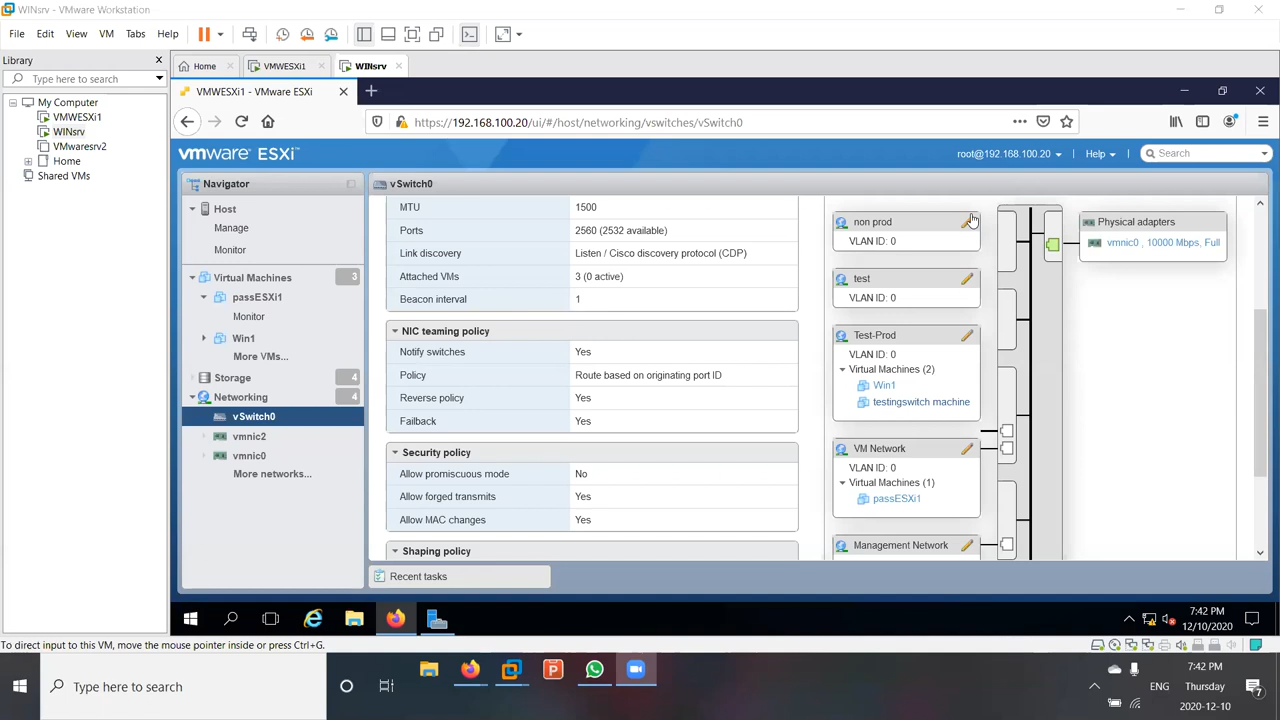 WINsrv - VMware Workstation
File Edit View VM Tabs Help
Library
Type here to search
My Computer
VMWESXi1
WINsrv
VMwaresrv2
Home
Shared VMs
Home VMWESXi1 WINsrv
VMWESXi1 - VMware ESXi
https://192.168.100.20/ui/#/host/networking/vswitches/vSwitch0
vmware ESXi
root@192.168.100.20 Help Search
Navigator
Host
Manage
Monitor
Virtual Machines 3
passESXi1
Monitor
Win1
More VMs...
Storage 4
Networking 4
vSwitch0
vmnic2
vmnic0
More networks...
vSwitch0
MTU 1500
Ports 2560 (2532 available)
Link discovery Listen / Cisco discovery protocol (CDP)
Attached VMs 3 (0 active)
Beacon interval 1
NIC teaming policy
Notify switches Yes
Policy Route based on originating port ID
Reverse policy Yes
Failback Yes
Security policy
Allow promiscuous mode No
Allow forged transmits Yes
Allow MAC changes Yes
Shaping policy
non prod
VLAN ID: 0
test
VLAN ID: 0
Test-Prod
VLAN ID: 0
Virtual Machines (2)
Win1
testingswitch machine
VM Network
VLAN ID: 0
Virtual Machines (1)
passESXi1
Management Network
Physical adapters
vmnic0 , 10000 Mbps, Full
Recent tasks
7:42 PM
12/10/2020
To direct input to this VM, move the mouse pointer inside or press Ctrl+G.
Type here to search
ENG
7:42 PM
Thursday
2020-12-10
7